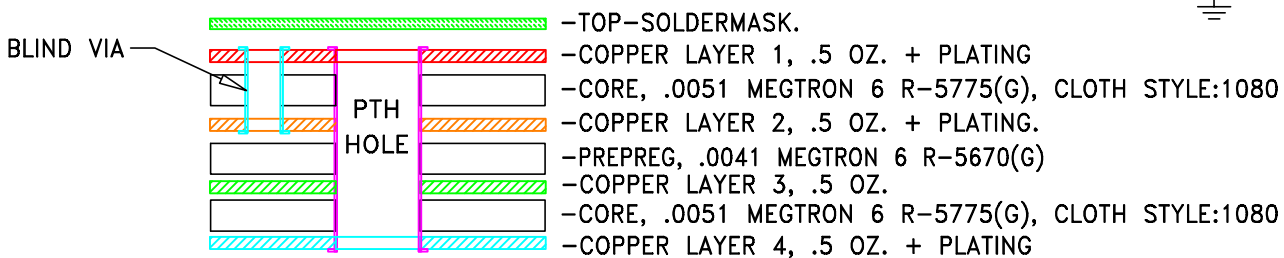 -TOP-SOLDERMASK.
BLIND VIA
-COPPER LAYER 1, .5 OZ. + PLATING
-CORE, .0051 MEGTRON 6 R-5775(G), CLOTH STYLE:1080
PTH
HOLE
-COPPER LAYER 2, .5 OZ. + PLATING.
-PREPREG, .0041 MEGTRON 6 R-5670(G)
-COPPER LAYER 3, .5 OZ.
-CORE, .0051 MEGTRON 6 R-5775(G), CLOTH STYLE:1080
-COPPER LAYER 4, .5 OZ. + PLATING